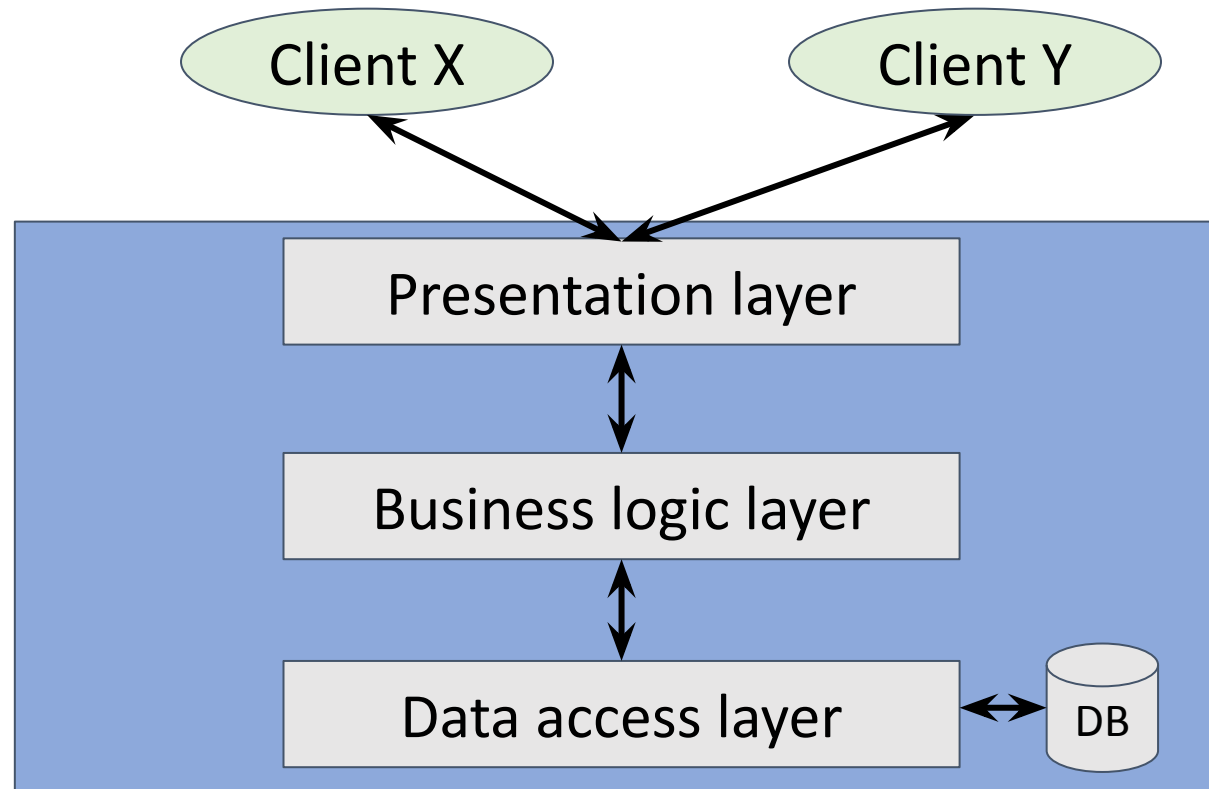 Client X
Client Y
Presentation layer
Business logic layer
Data access layer
DB